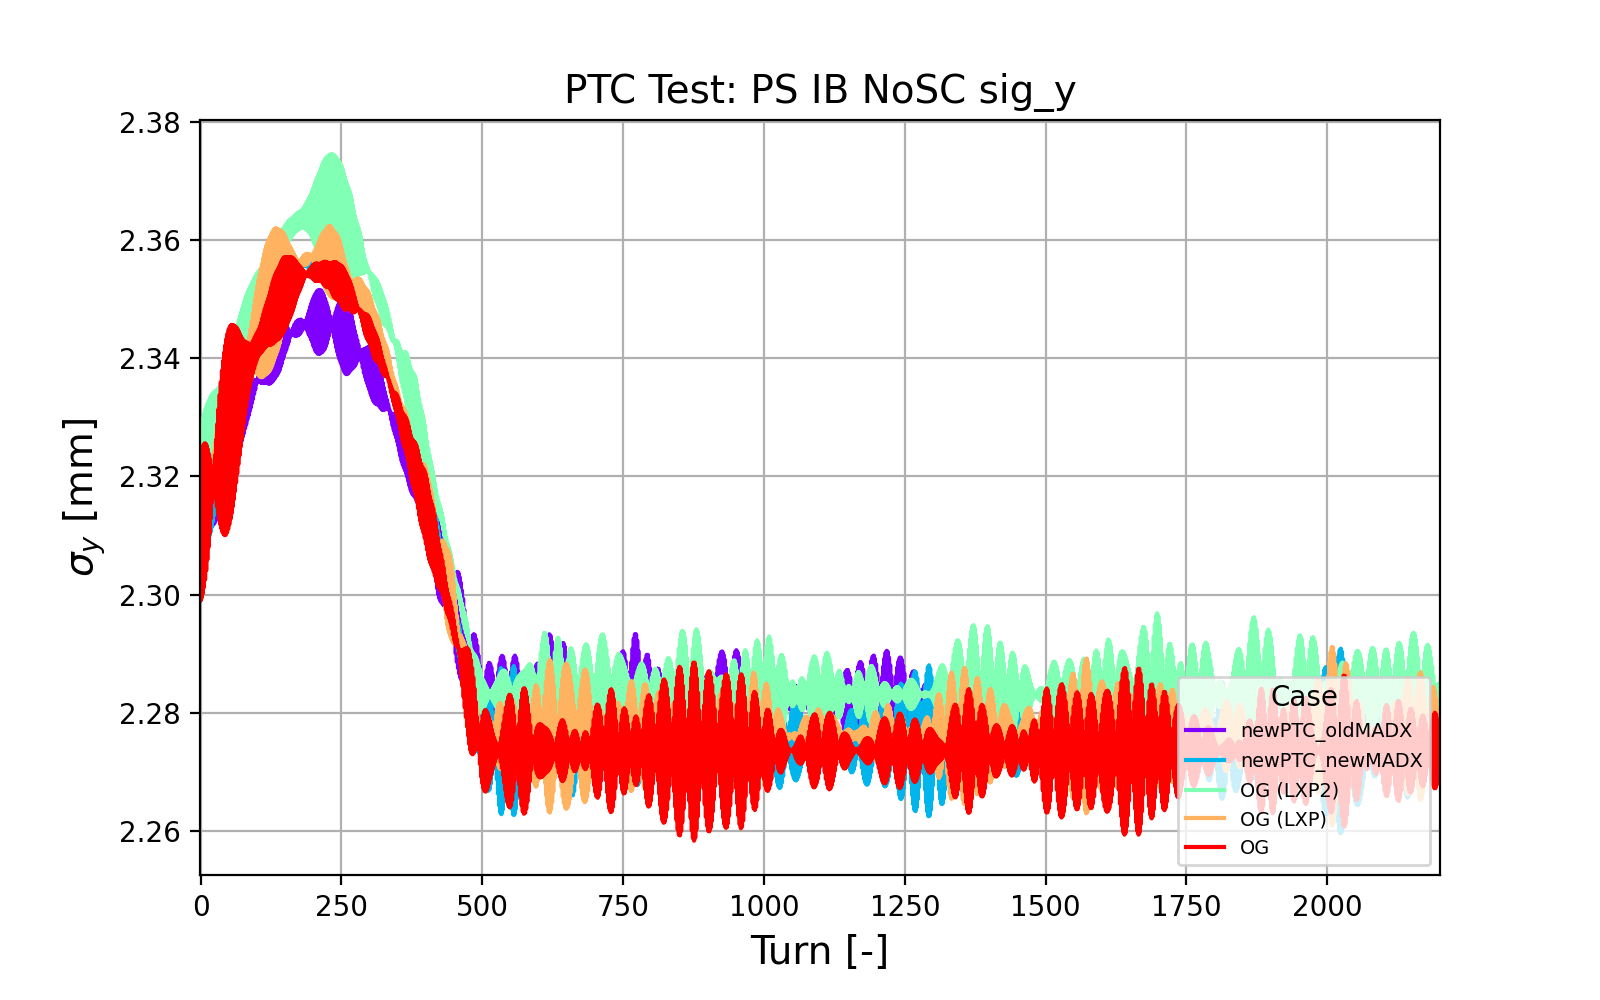 PTC Test: PS IB NoSC sig_y
2.38
2.36
2.34
2.32
2.30
2.28
2.26
σy [mm]
0 250 500 750 1000 1250 1500 1750 2000
Turn [-]
Case
newPTC_oldMADX
newPTC_newMADX
OG (LXP2)
OG (LXP)
OG